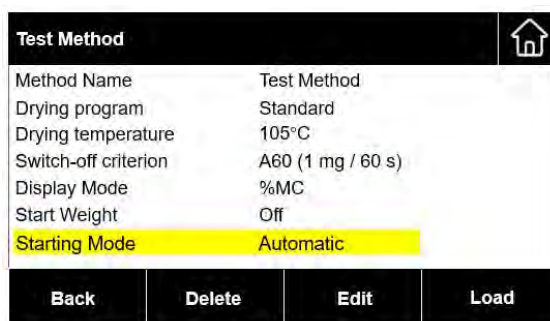 Test Method
Method Name Test Method
Drying program Standard
Drying temperature 105°C
Switch-off criterion A60 (1 mg / 60 s)
Display Mode %MC
Start Weight Off
Starting Mode Automatic
Back Delete Edit Load